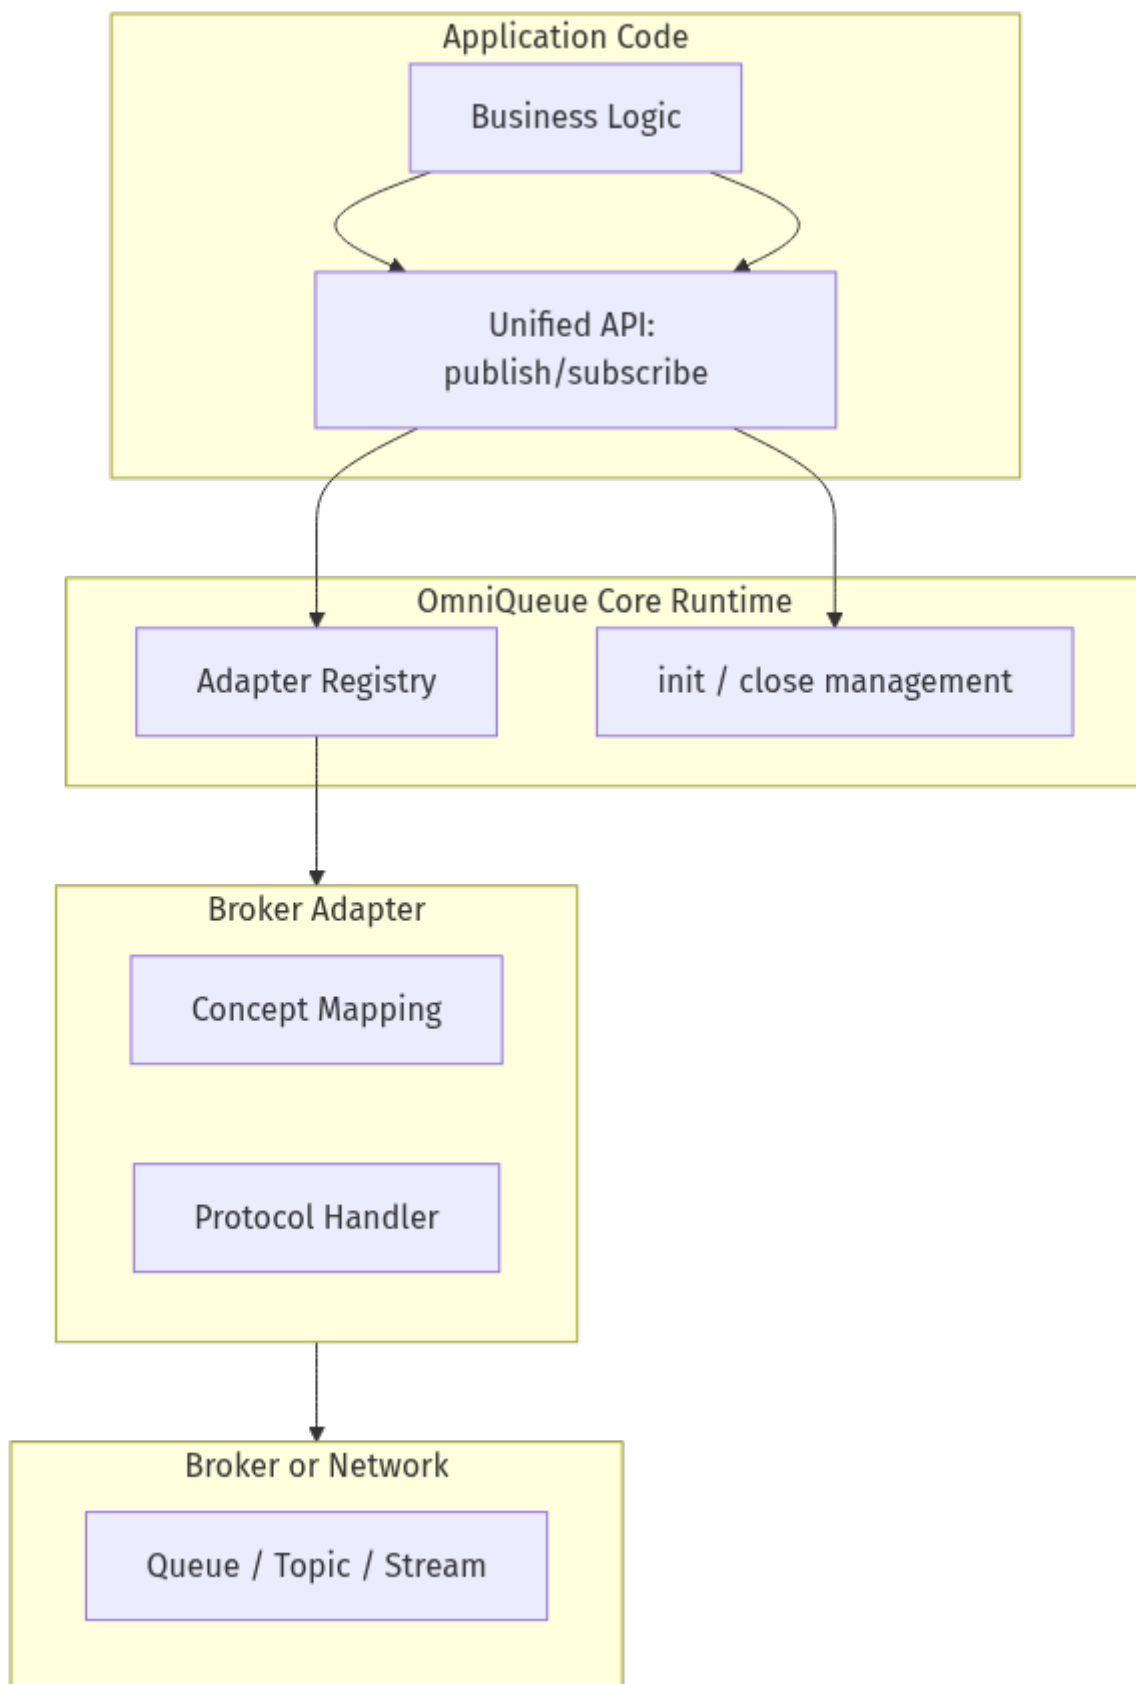 Application Code
Business Logic
Unified API:
publish/subscribe
OmniQueue Core Runtime
Adapter Registry
init / close management
Broker Adapter
Concept Mapping
Protocol Handler
Broker or Network
Queue / Topic / Stream